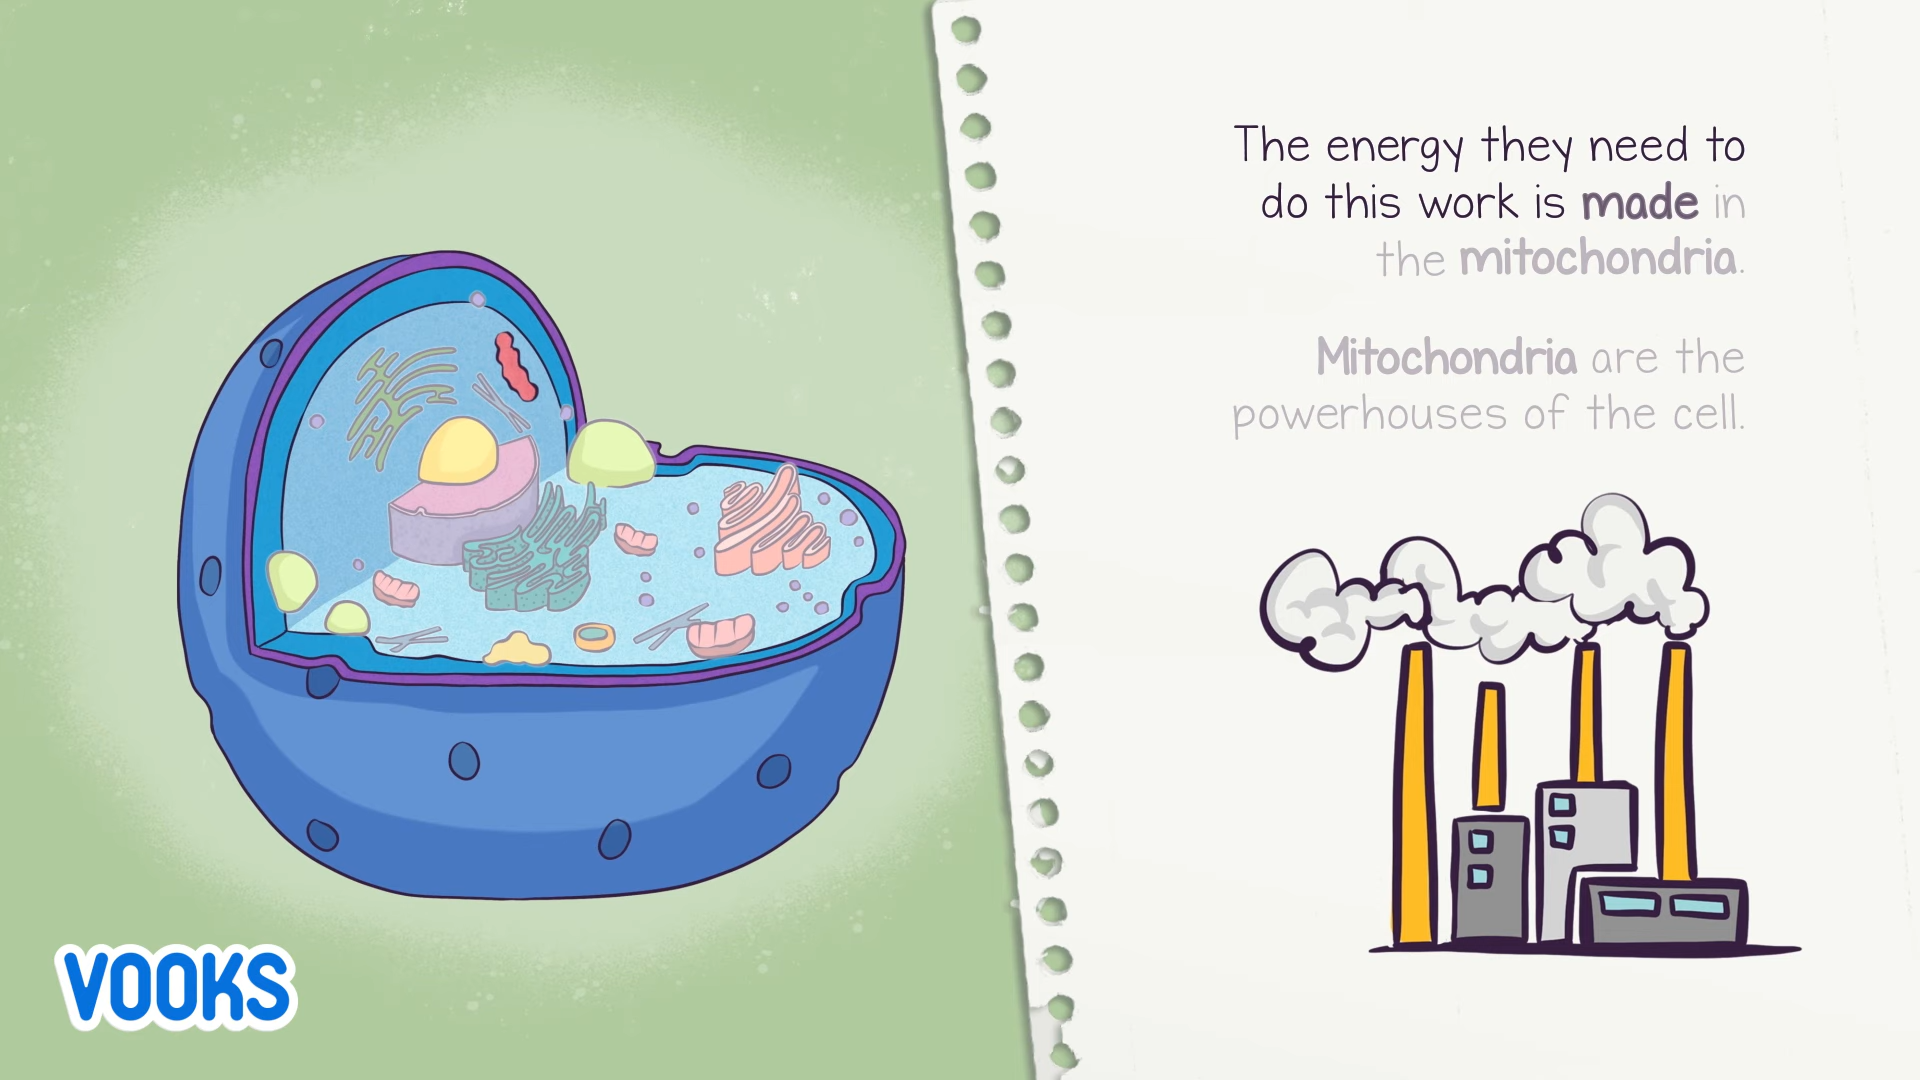 The energy they need to
do this work is made in
the mitochondria.
Mitochondria are the
powerhouses of the cell.
VOOKS